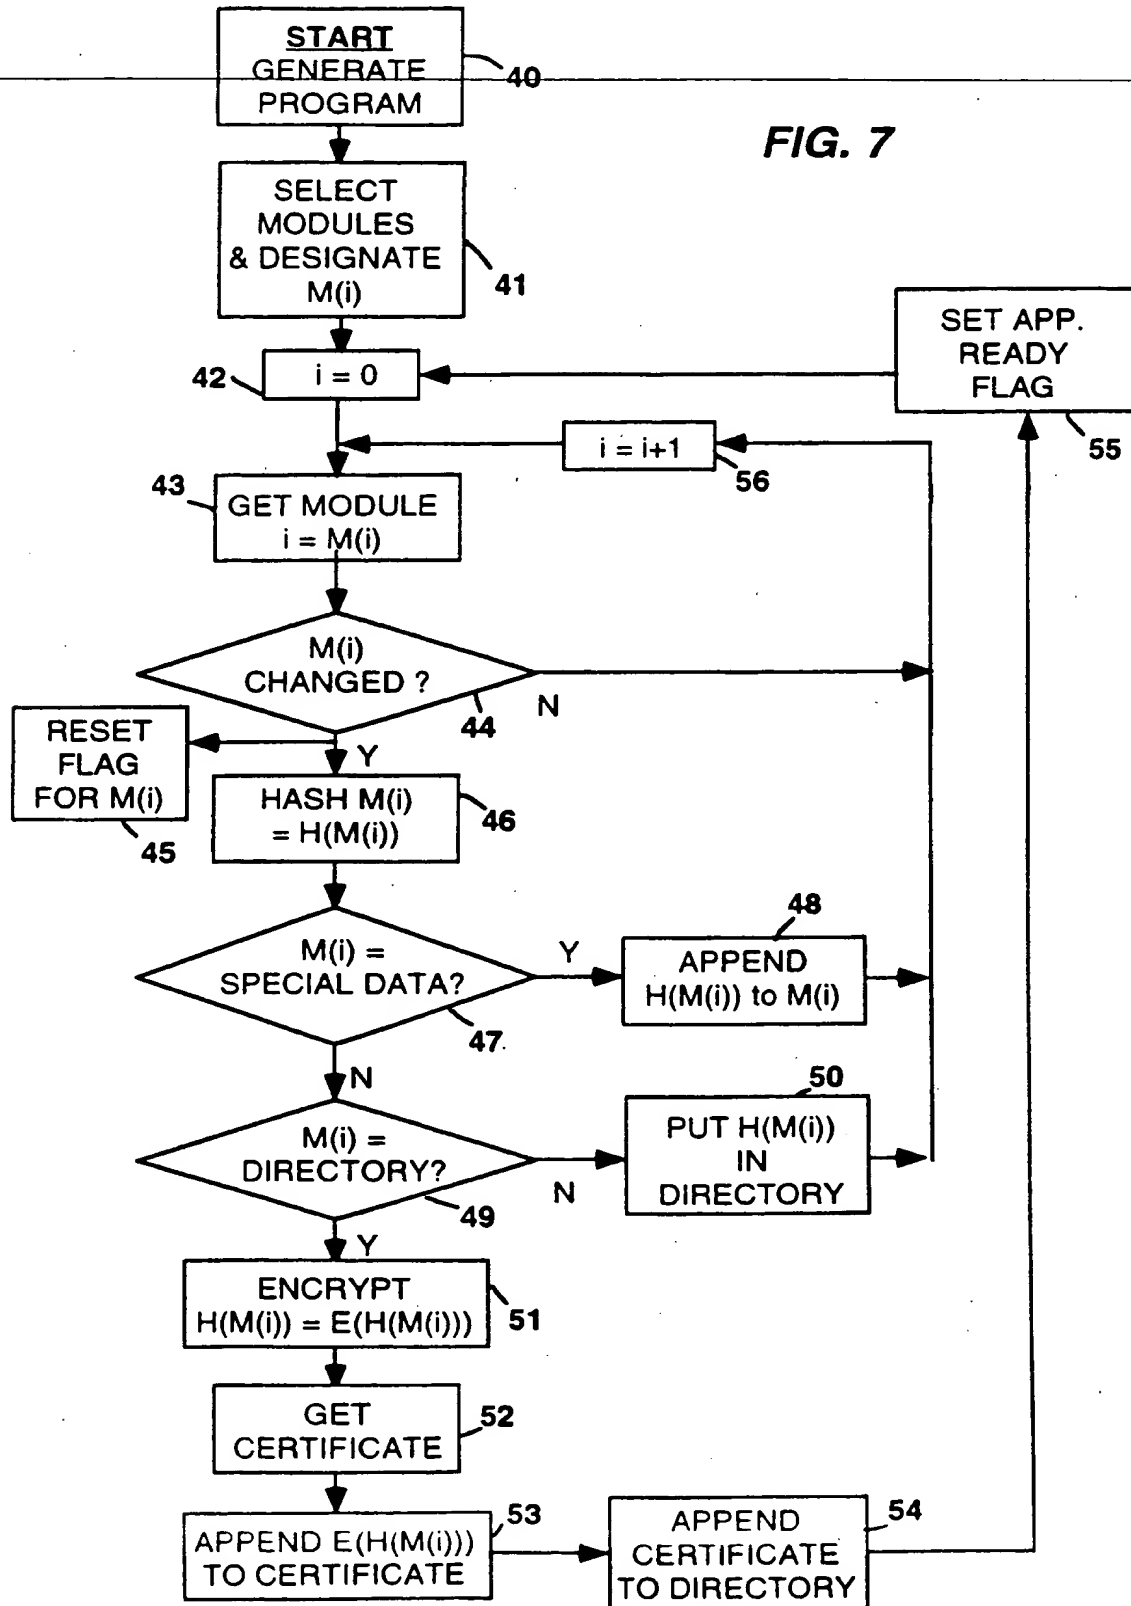 START
GENERATE
PROGRAM
40
FIG. 7
SELECT
MODULES
& DESIGNATE
M(i)
41
SET APP.
READY
FLAG
55
42
i = 0
i = i+1
56
43
GET MODULE
i = M(i)
M(i)
CHANGED ?
44
N
RESET
FLAG
FOR M(i)
45
Y
HASH M(i)
= H(M(i))
46
M(i) =
SPECIAL DATA?
47
Y
48
APPEND
H(M(i)) to M(i)
N
M(i) =
DIRECTORY?
49
N
50
PUT H(M(i))
IN
DIRECTORY
Y
ENCRYPT
H(M(i)) = E(H(M(i)))
51
GET
CERTIFICATE
52
APPEND E(H(M(i)))
TO CERTIFICATE
53
APPEND
CERTIFICATE
TO DIRECTORY
54